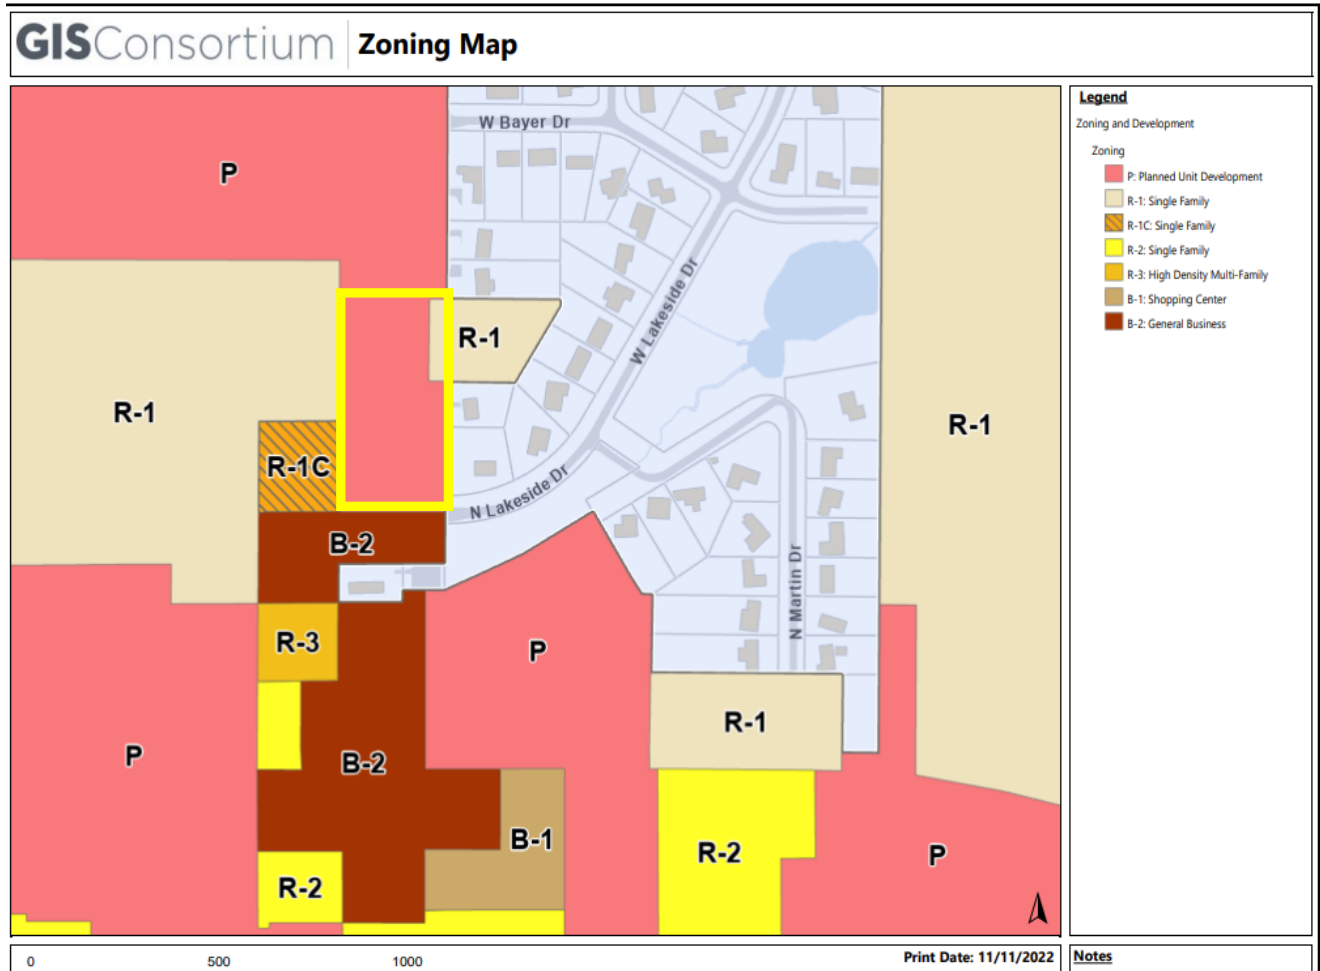 GISConsortium Zoning Map
Legend
Zoning and Development
Zoning
P: Planned Unit Development
R-1: Single Family
R-1C: Single Family
R-2: Single Family
R-3: High Density Multi-Family
B-1: Shopping Center
B-2: General Business
W Bayer Dr
P
W Lakeside Dr
R-1
R-1
R-1
R-1C
N Lakeside Dr
B-2
N Martin Dr
R-3
P
R-1
P
B-2
B-1
R-2
P
R-2
0 500 1000
Print Date: 11/11/2022
Notes